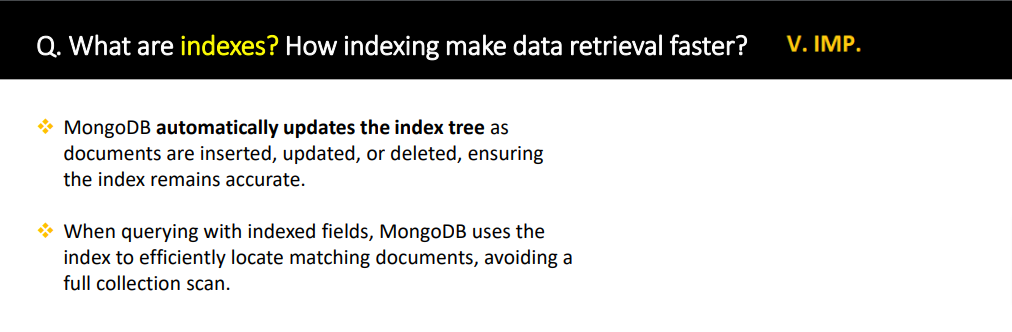 Q. What are indexes? How indexing make data retrieval faster? V. IMP.
MongoDB automatically updates the index tree as
documents are inserted, updated, or deleted, ensuring
the index remains accurate.
When querying with indexed fields, MongoDB uses the
index to efficiently locate matching documents, avoiding a
full collection scan.